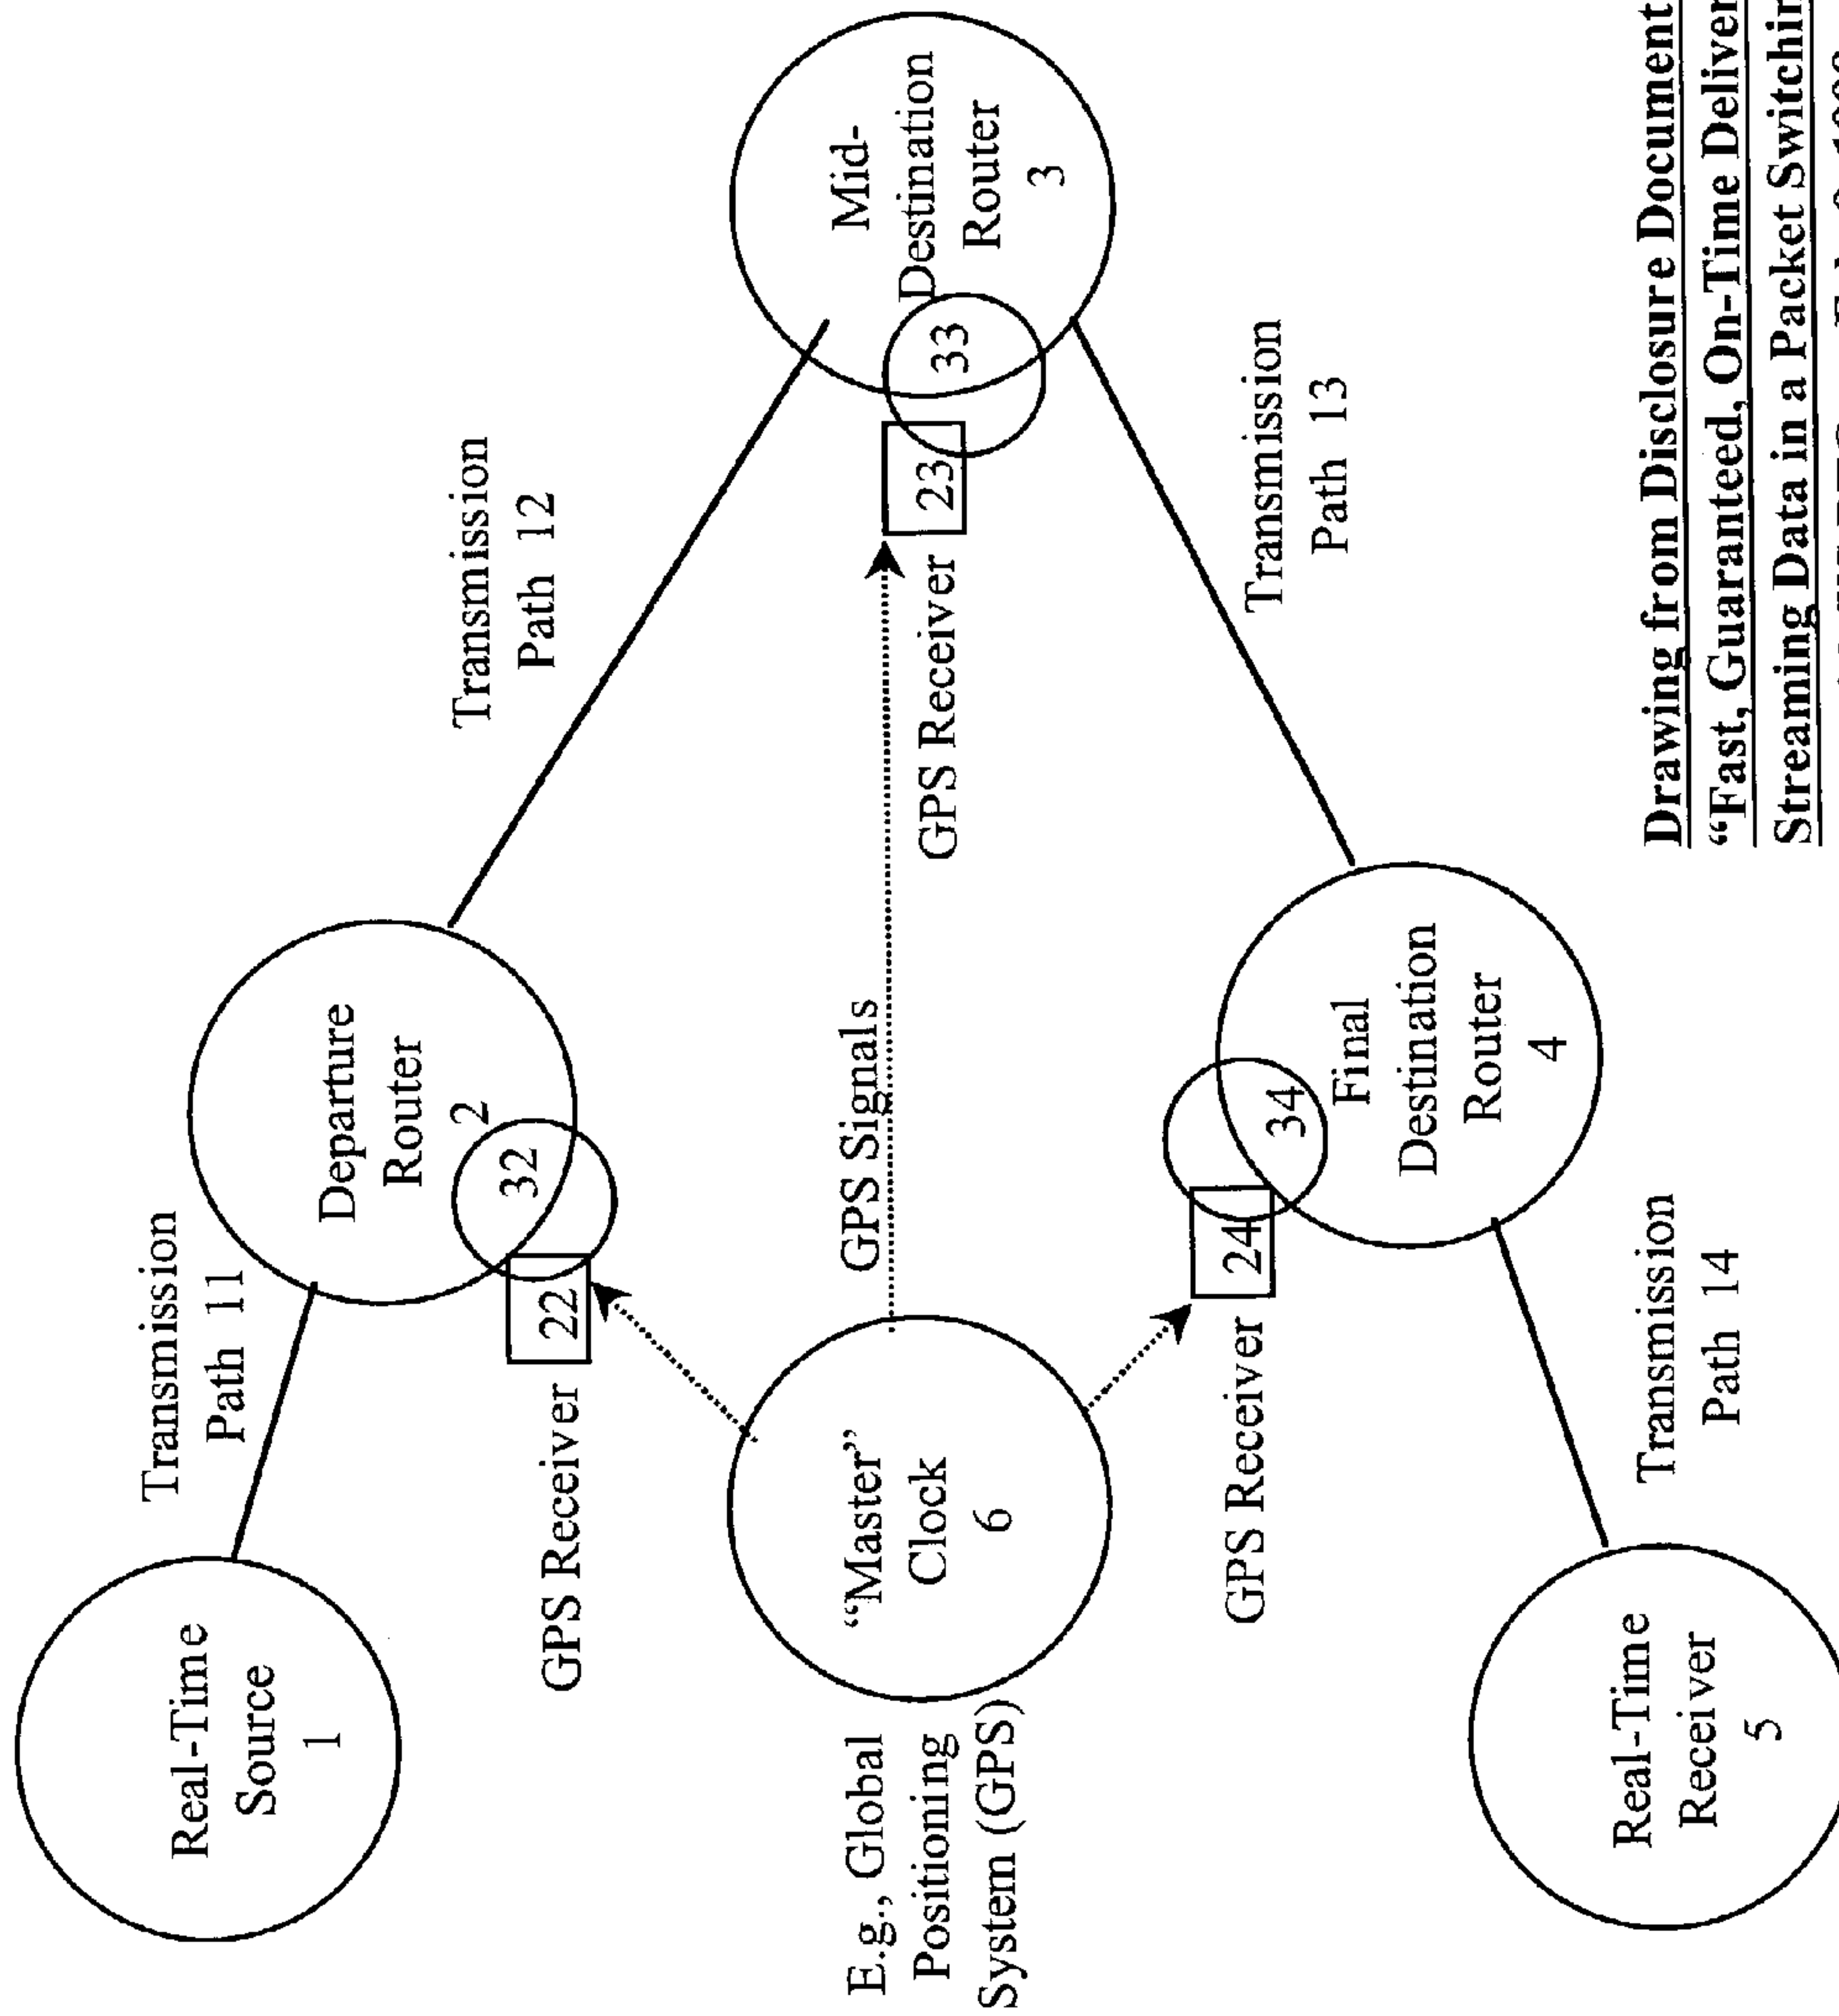 Real-Time
Source
1
Transmission
Path 11
Departure
Router
2
32
22
GPS Receiver
Transmission
Path 12
Mid-
Destination
Router
3
33
23
GPS Receiver
GPS Signals
"Master"
Clock
6
E.g., Global
Positioning
System (GPS)
GPS Receiver
24
34
Final
Destination
Router
4
Transmission
Path 13
Transmission
Path 14
Real-Time
Receiver
5
Drawing from Disclosure Document
"Fast, Guaranteed, On-Time Deliver
Streaming Data in a Packet Switchin